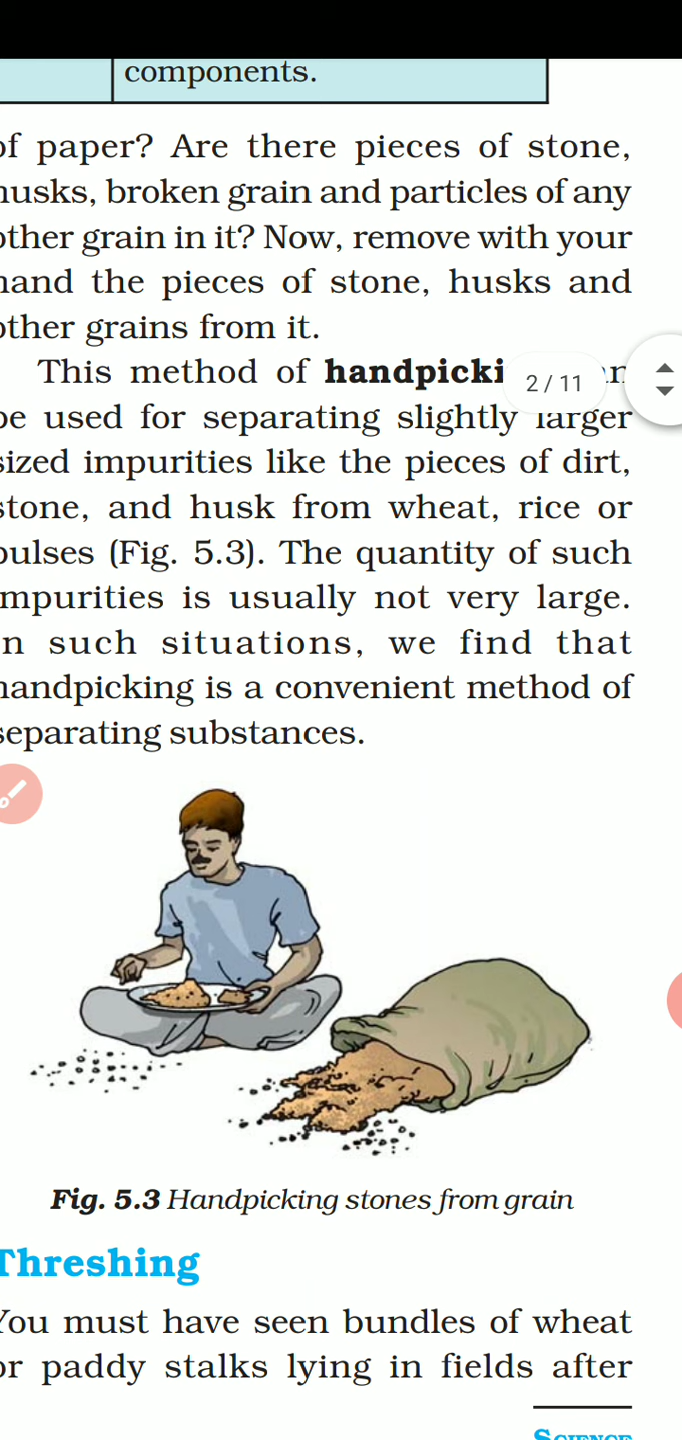 components.
of paper? Are there pieces of stone,
husks, broken grain and particles of any
other grain in it? Now, remove with your
hand the pieces of stone, husks and
other grains from it.
This method of handpicki
2 / 11
be used for separating slightly larger
sized impurities like the pieces of dirt,
stone, and husk from wheat, rice or
pulses (Fig. 5.3). The quantity of such
impurities is usually not very large.
In such situations, we find that
handpicking is a convenient method of
separating substances.
Fig. 5.3 Handpicking stones from grain
Threshing
You must have seen bundles of wheat
or paddy stalks lying in fields after
SCIENCE